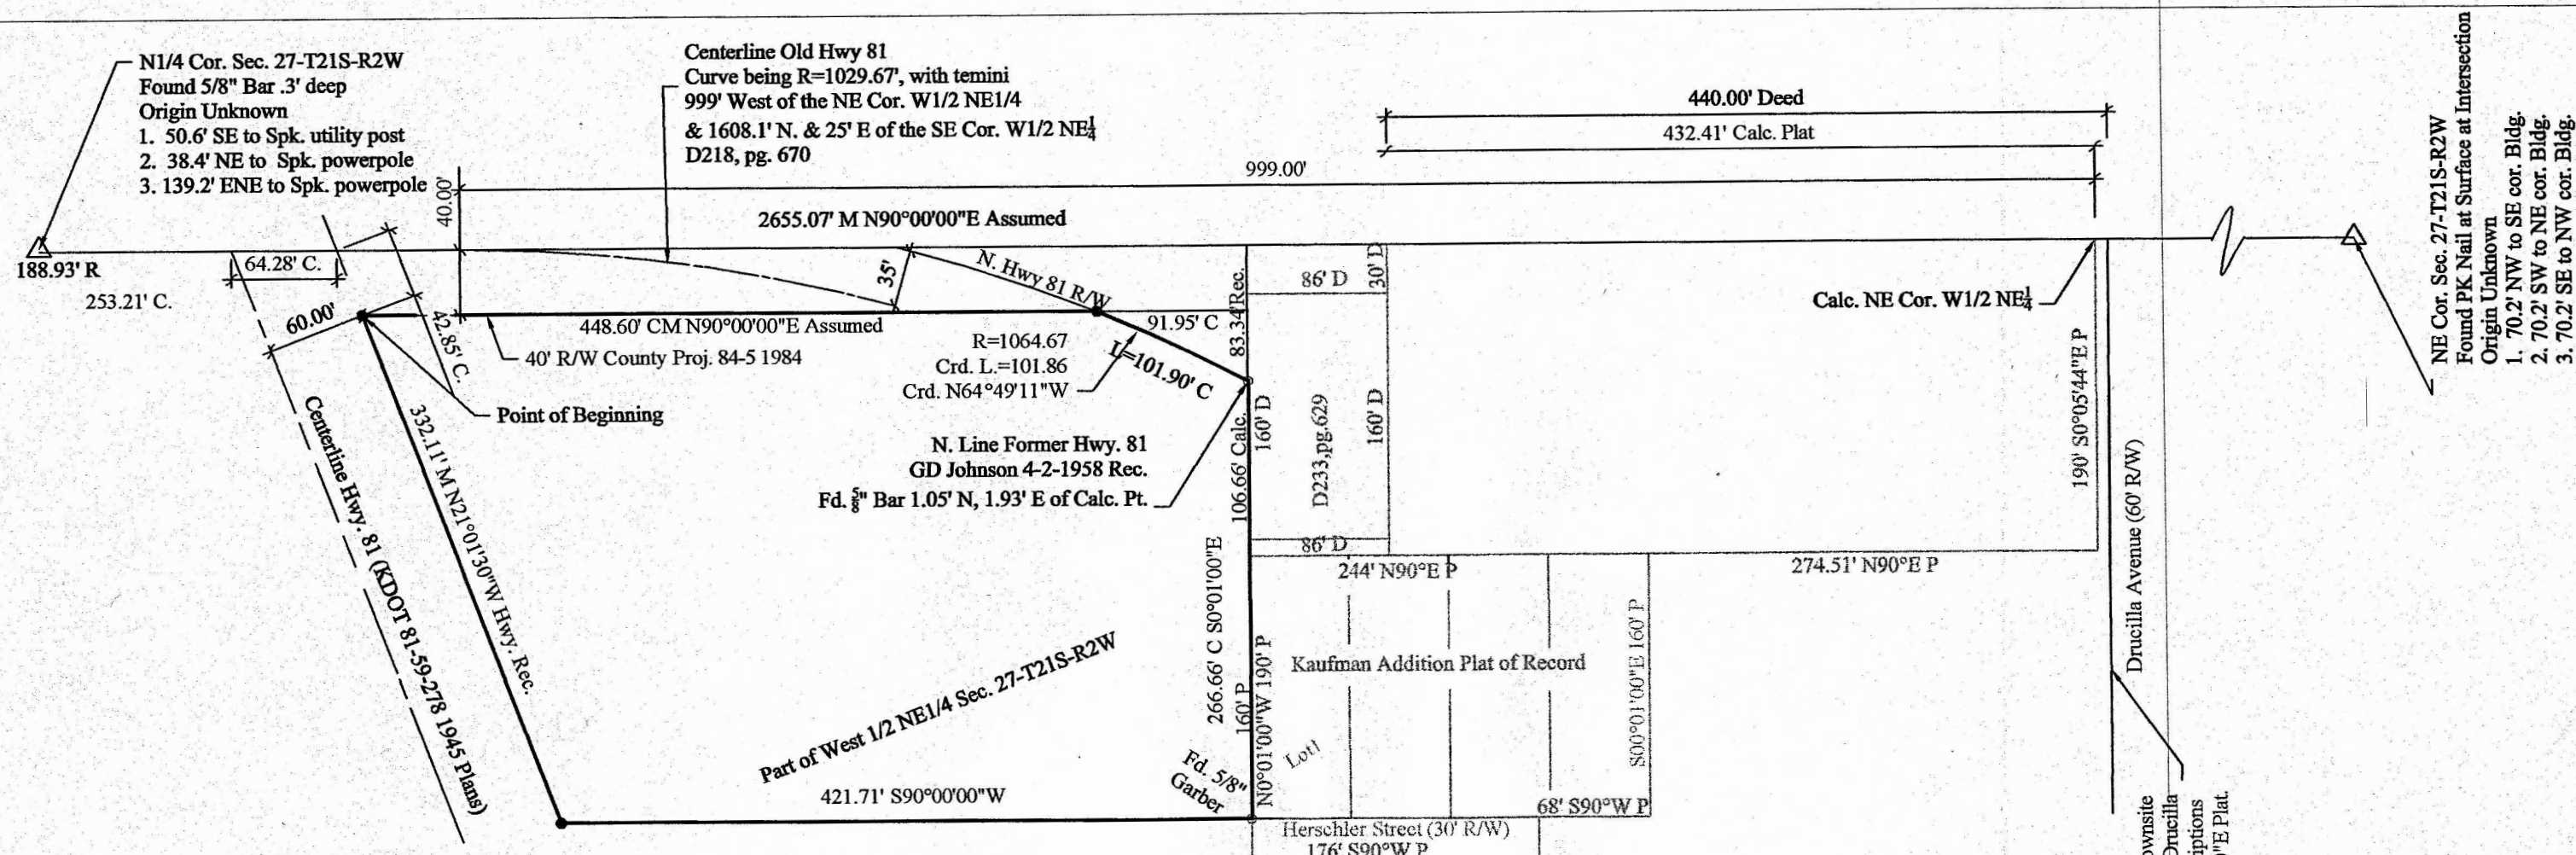 N1/4 Cor. Sec. 27-T21S-R2W
Found 5/8" Bar .3' deep
Origin Unknown
1. 50.6' SE to Spk. utility post
2. 38.4' NE to Spk. powerpole
3. 139.2' ENE to Spk. powerpole
Centerline Old Hwy 81
Curve being R=1029.67', with temini
999' West of the NE Cor. W1/2 NE1/4
& 1608.1' N. & 25' E of the SE Cor. W1/2 NE¼
D218, pg. 670
440.00' Deed
432.41' Calc. Plat
999.00'
40.00'
2655.07' M N90°00'00"E Assumed
188.93' R
253.21' C.
64.28' C.
60.00'
42.85' C.
35'
N. Hwy 81 R/W
448.60' CM N90°00'00"E Assumed
40' R/W County Proj. 84-5 1984
91.95' C
83.34' Rec.
86' D
30' D
Calc. NE Cor. W1/2 NE¼
R=1064.67
Crd. L.=101.86
Crd. N64°49'11"W
L=101.90' C
Point of Beginning
N. Line Former Hwy. 81
GD Johnson 4-2-1958 Rec.
Fd. ⅝" Bar 1.05' N, 1.93' E of Calc. Pt.
106.66' Calc.
160' D
D233,pg.629
160' D
190' S0°05'44"E P
86' D
244' N90°E P
274.51' N90°E P
Centerline Hwy. 81 (KDOT 81-59-278 1945 Plans)
332.11' M N21°01'30"W Hwy. Rec.
266.66' C S0°01'00"E
160' P
N0°01'00"W 190' P
Kaufman Addition Plat of Record
S00°01'00"E 160' P
Drucilla Avenue (60' R/W)
Part of West 1/2 NE1/4 Sec. 27-T21S-R2W
Lot1
Fd. 5/8"
Garber
421.71' S90°00'00"W
68' S90°W P
Herschler Street (30' R/W)
176' S90°W P
NE Cor. Sec. 27-T21S-R2W
Found PK Nail at Surface at Intersection
Origin Unknown
1. 70.2' NW to SE cor. Bldg.
2. 70.2' SW to NE cor. Bldg.
3. 70.2' SE to NW cor. Bldg.
ownsite
Drucilla
iptions
"E Plat.